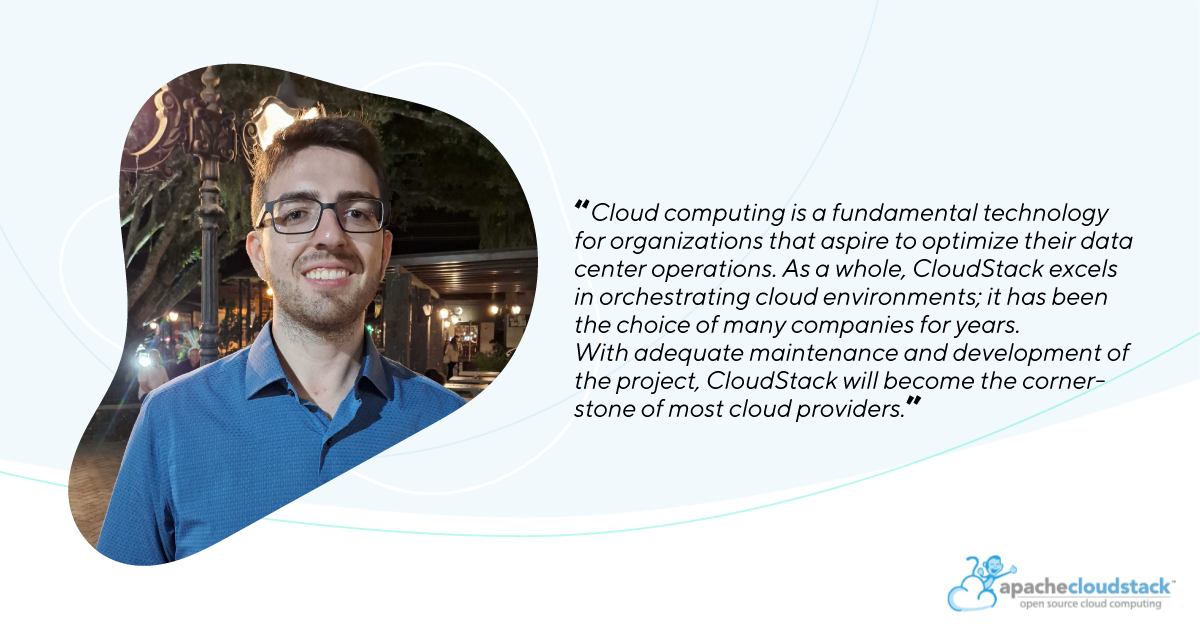 “Cloud computing is a fundamental technology
for organizations that aspire to optimize their data
center operations. As a whole, CloudStack excels
in orchestrating cloud environments; it has been
the choice of many companies for years.
With adequate maintenance and development of
the project, CloudStack will become the corner-
stone of most cloud providers.”
apachecloudstack™
open source cloud computing